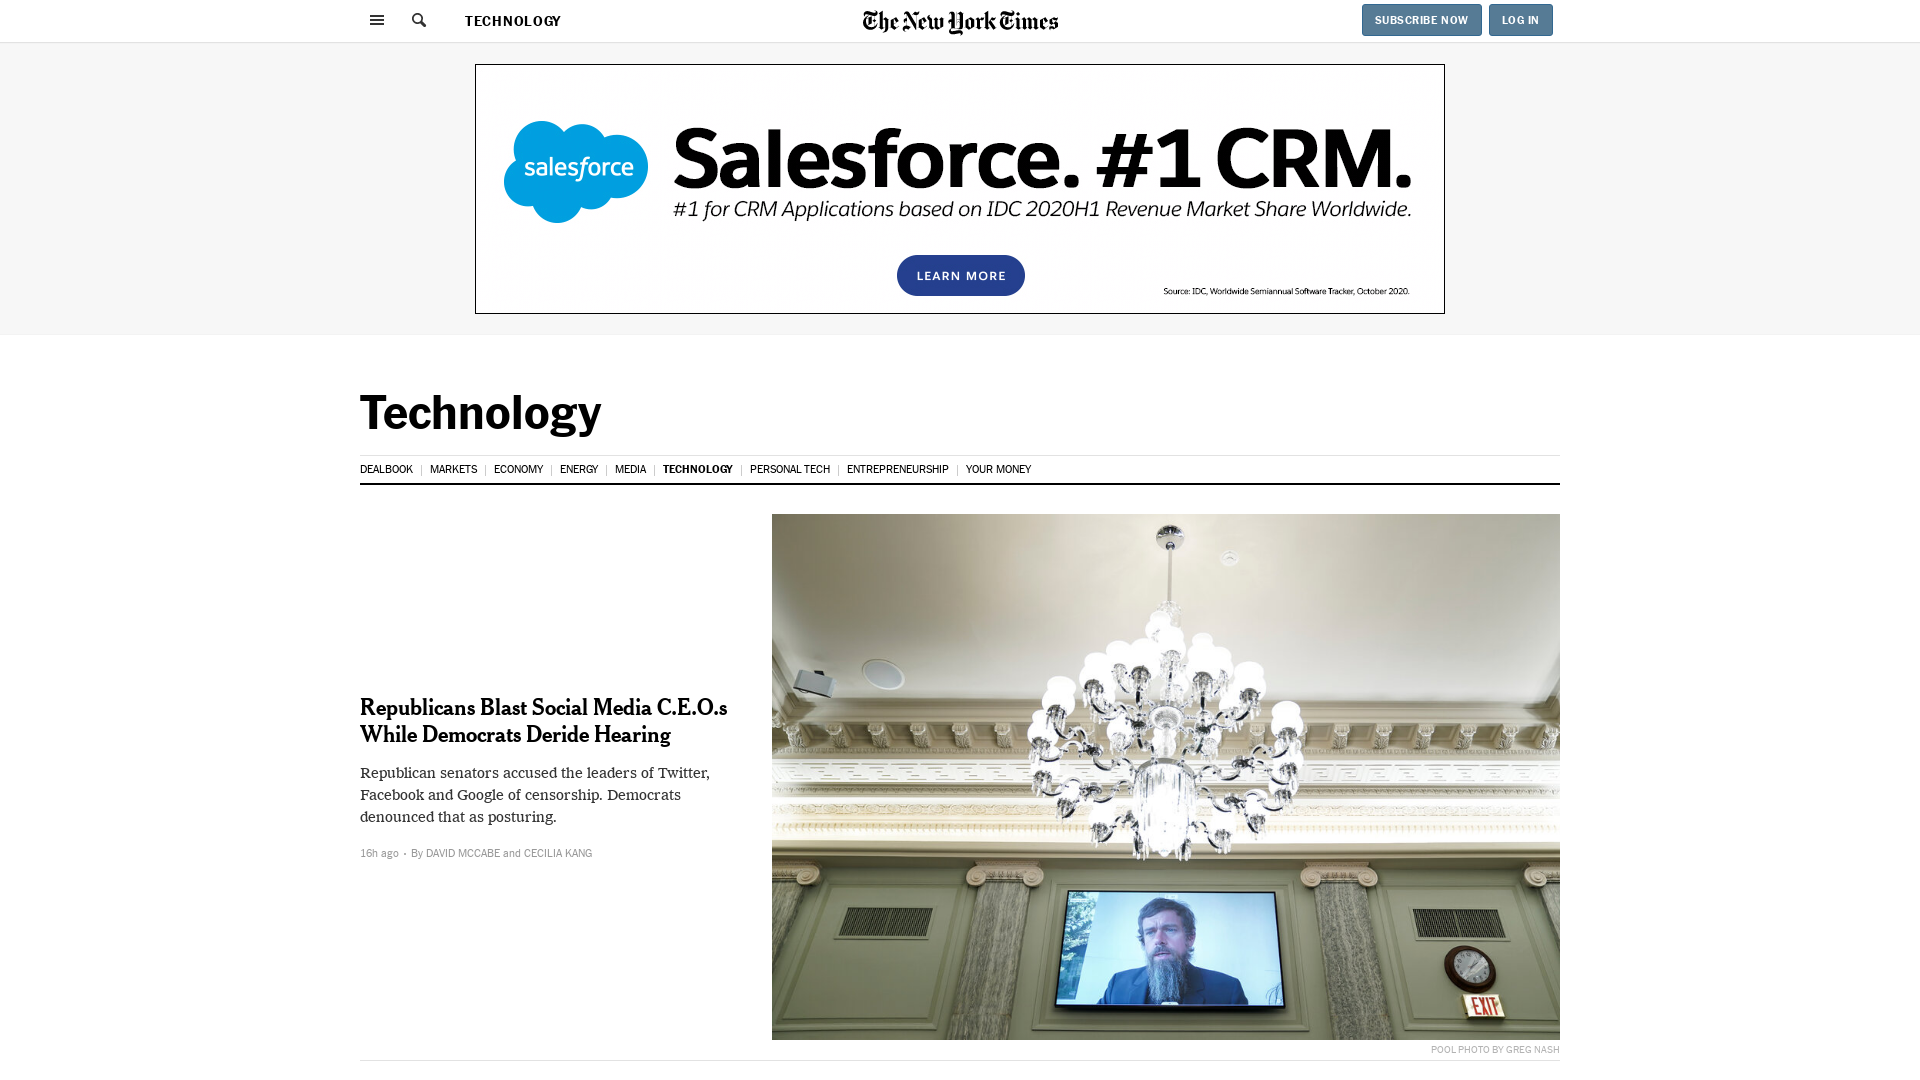 TECHNOLOGY
The New York Times
SUBSCRIBE NOW
LOG IN
salesforce
Salesforce. #1 CRM.
#1 for CRM Applications based on IDC 2020H1 Revenue Market Share Worldwide.
LEARN MORE
Source: IDC, Worldwide Semiannual Software Tracker, October 2020.
Technology
DEALBOOK | MARKETS | ECONOMY | ENERGY | MEDIA | TECHNOLOGY | PERSONAL TECH | ENTREPRENEURSHIP | YOUR MONEY
Republicans Blast Social Media C.E.O.s
While Democrats Deride Hearing
Republican senators accused the leaders of Twitter,
Facebook and Google of censorship. Democrats
denounced that as posturing.
16h ago · By DAVID MCCABE and CECILIA KANG
EXIT
POOL PHOTO BY GREG NASH